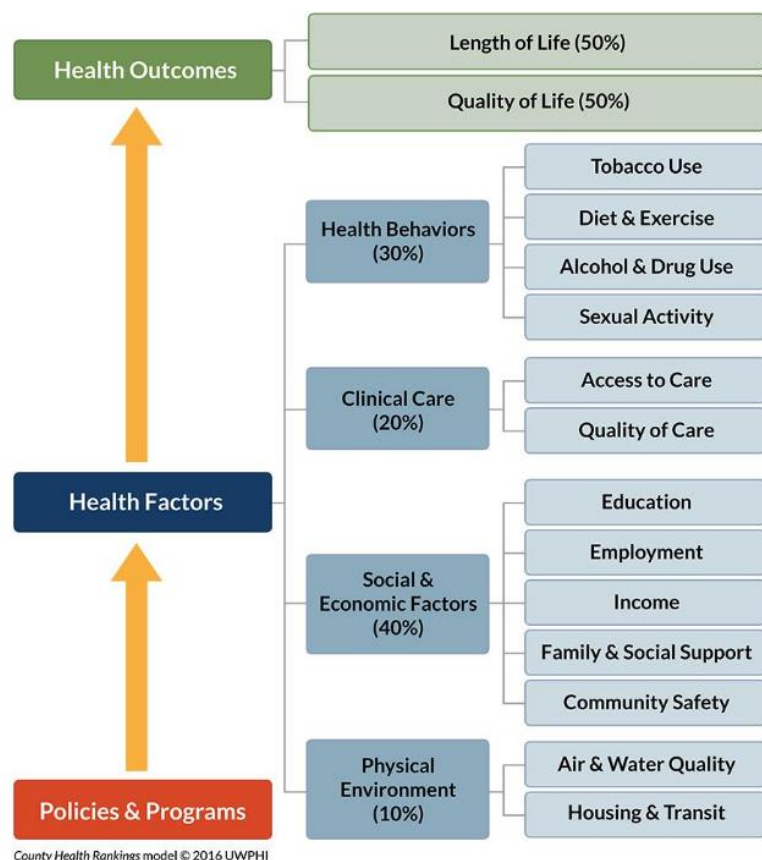 Health Outcomes
Length of Life (50%)
Quality of Life (50%)
Health Behaviors
(30%)
Tobacco Use
Diet & Exercise
Alcohol & Drug Use
Sexual Activity
Clinical Care
(20%)
Access to Care
Quality of Care
Health Factors
Social &
Economic Factors
(40%)
Education
Employment
Income
Family & Social Support
Community Safety
Physical
Environment
(10%)
Air & Water Quality
Housing & Transit
Policies & Programs
County Health Rankings model © 2016 UWPHI